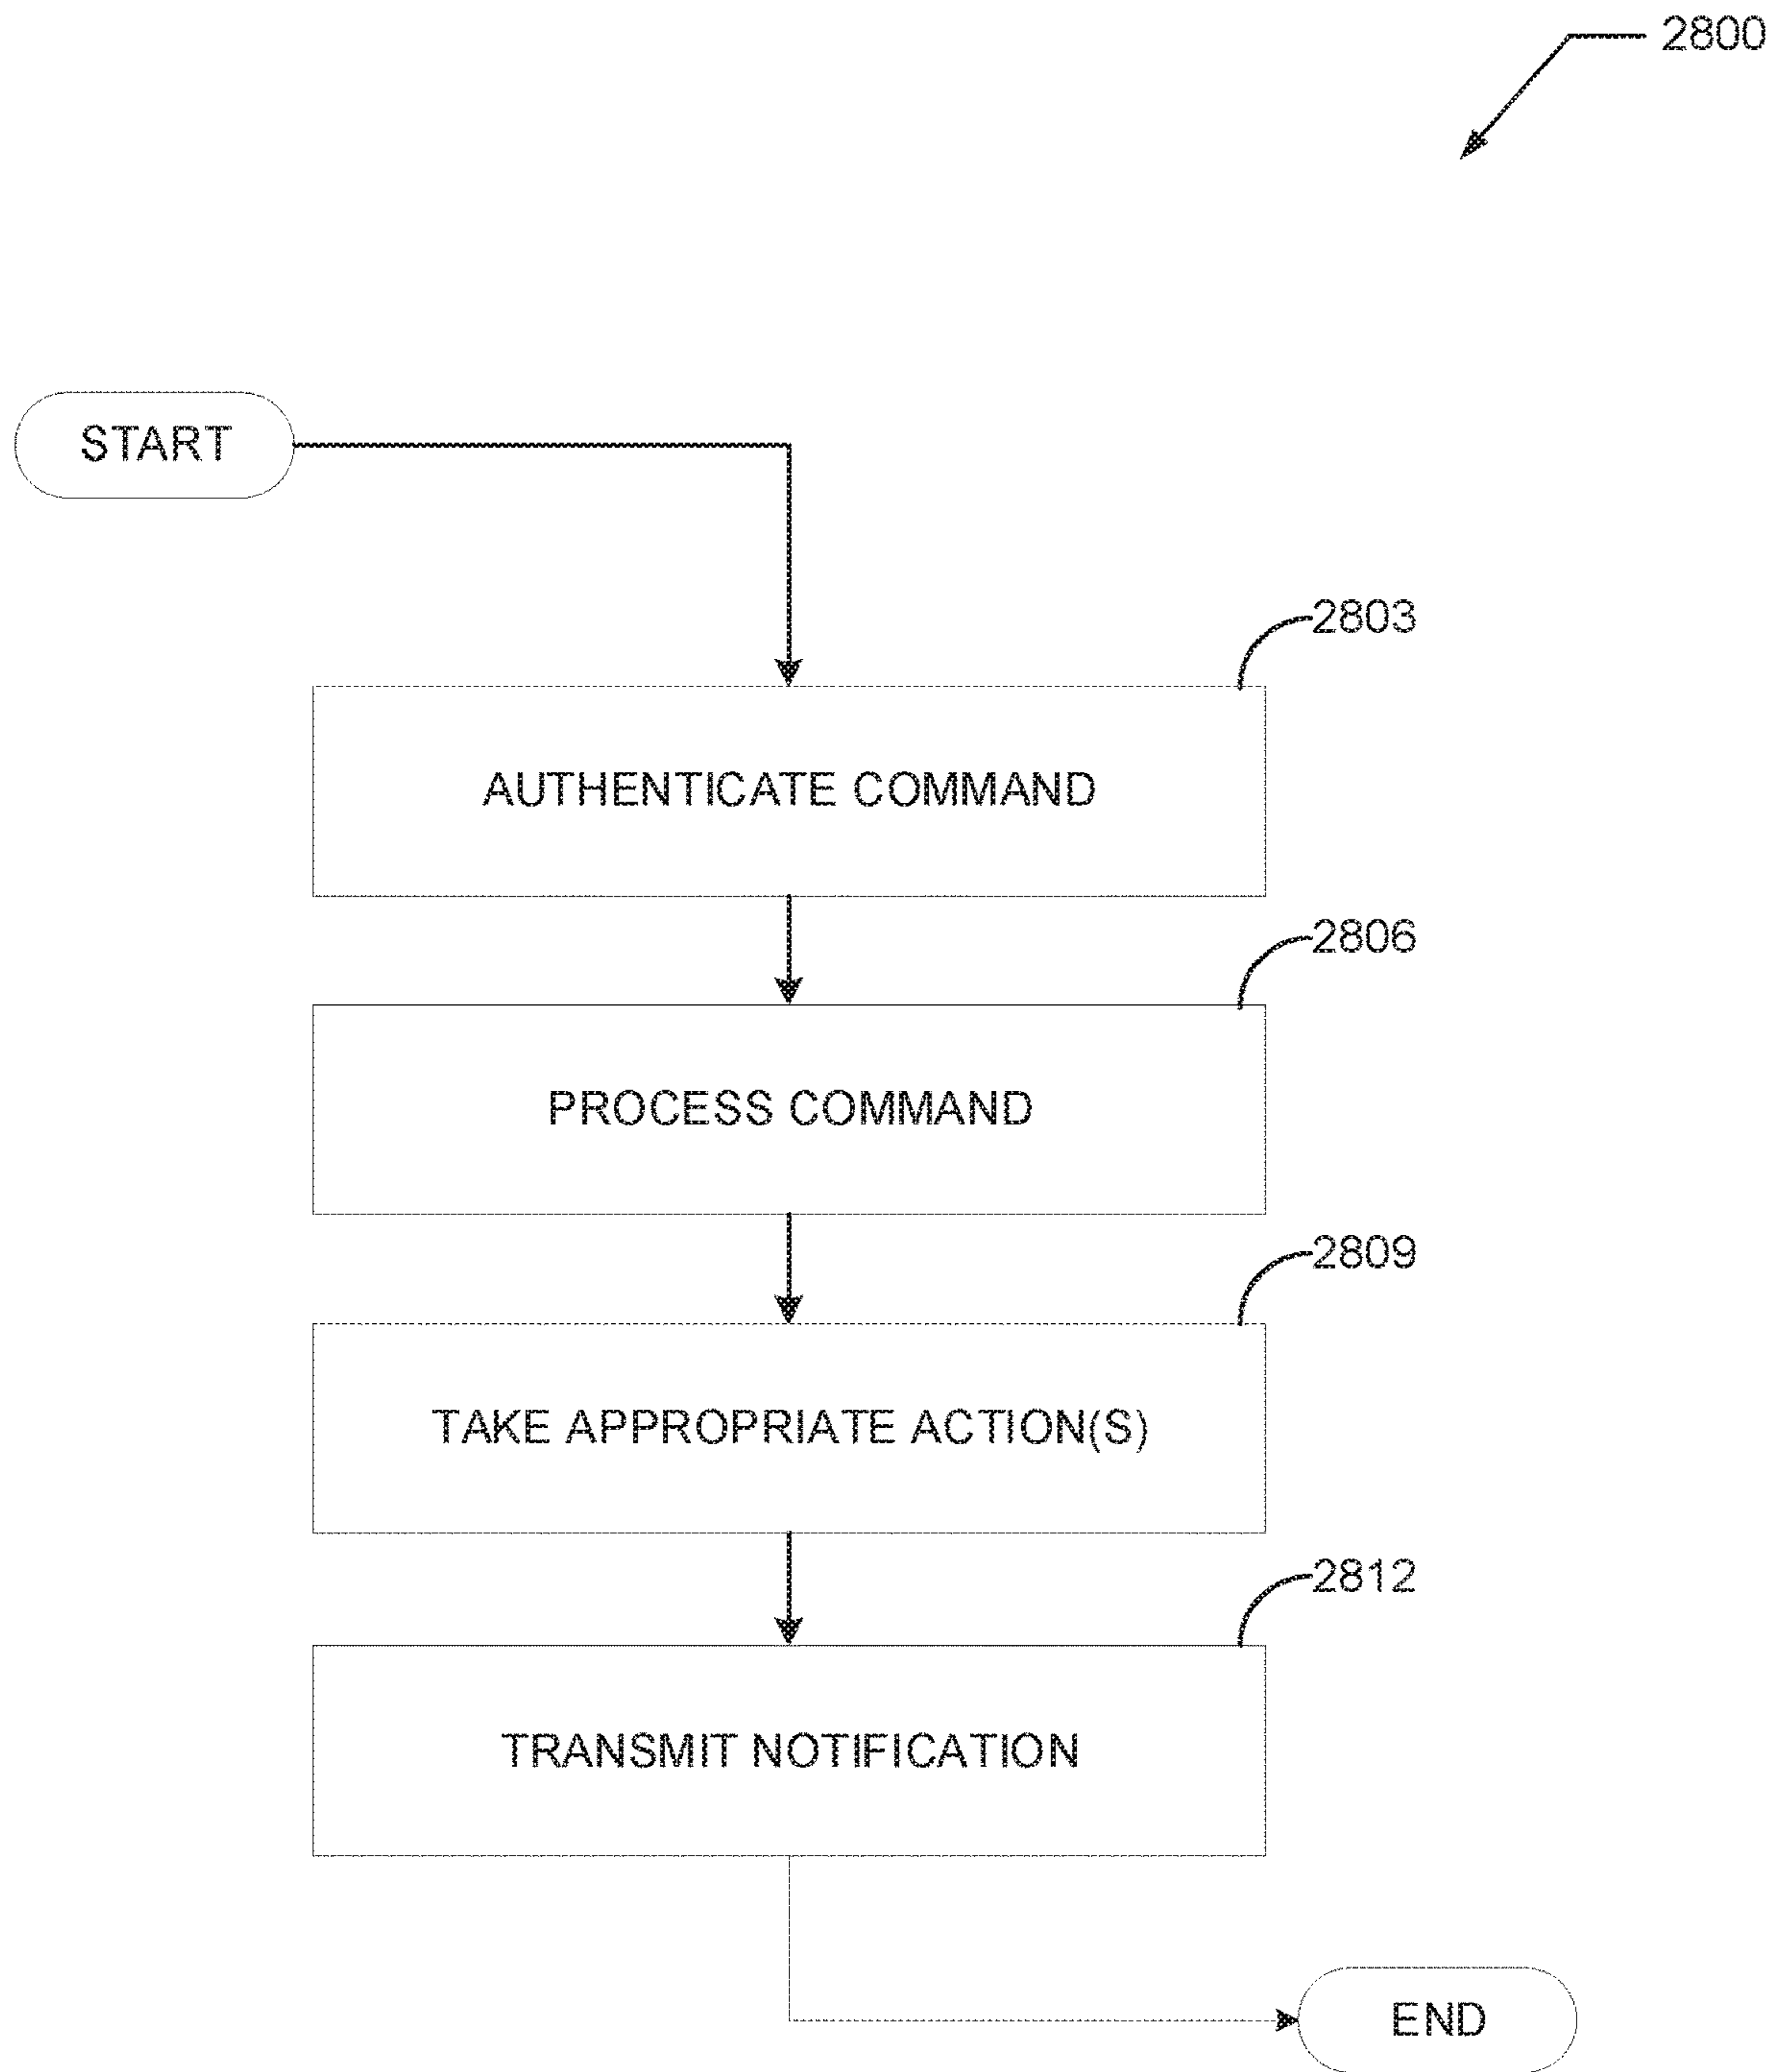 2800
START
2803
AUTHENTICATE COMMAND
2806
PROCESS COMMAND
2809
TAKE APPROPRIATE ACTION(S)
2812
TRANSMIT NOTIFICATION
END